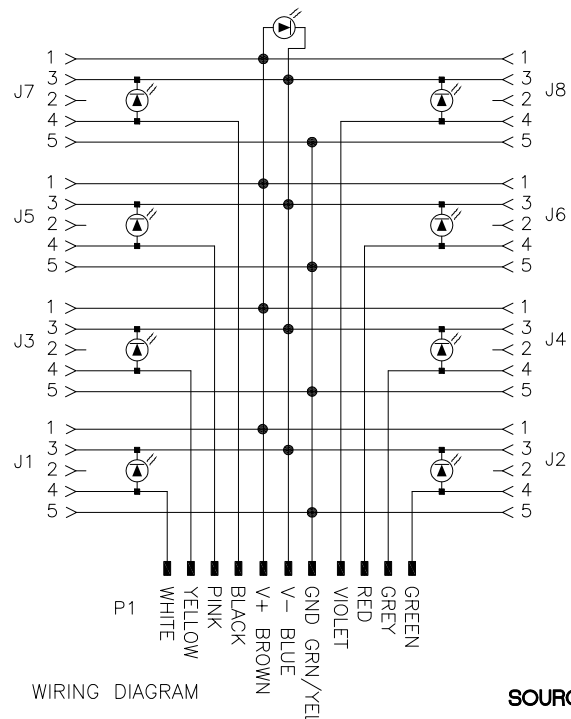 1 1
3 3
J7 2 2 J8
4 4
5 5
1 1
3 3
J5 2 2 J6
4 4
5 5
1 1
3 3
J3 2 2 J4
4 4
5 5
1 1
3 3
J1 2 2 J2
4 4
5 5
P1
WHITE
YELLOW
PINK
BLACK
V+ BROWN
V- BLUE
GND GRN/YEL
VIOLET
RED
GREY
GREEN
WIRING DIAGRAM
SOURC